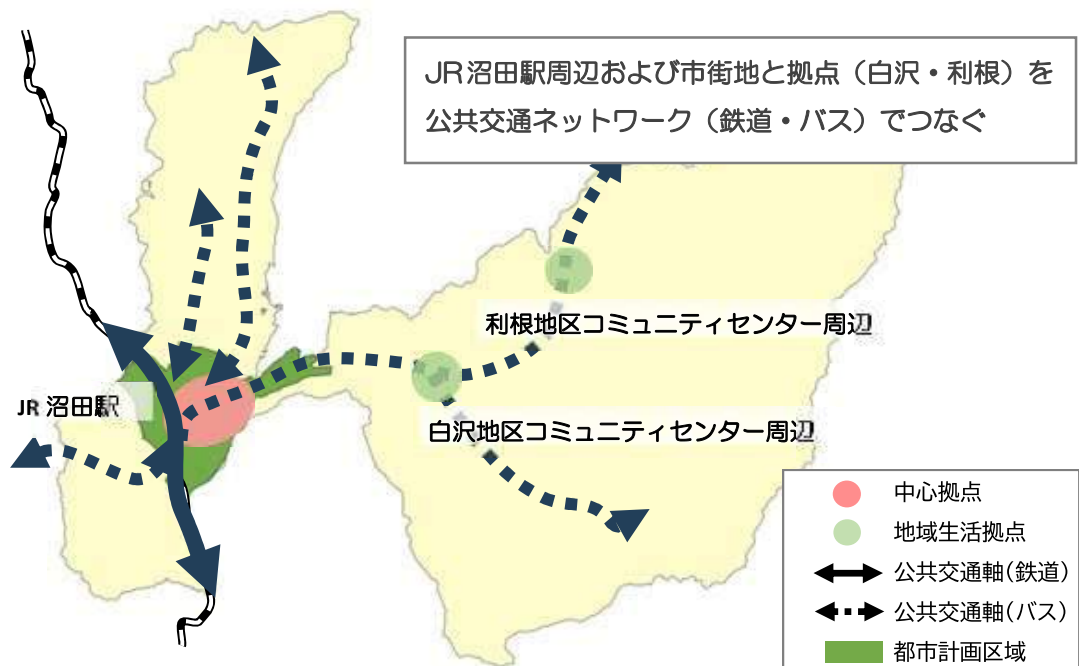 JR沼田駅周辺および市街地と拠点（白沢・利根）を
公共交通ネットワーク（鉄道・バス）でつなぐ
利根地区コミュニティセンター周辺
JR 沼田駅
白沢地区コミュニティセンター周辺
中心拠点
地域生活拠点
公共交通軸(鉄道)
公共交通軸(バス)
都市計画区域